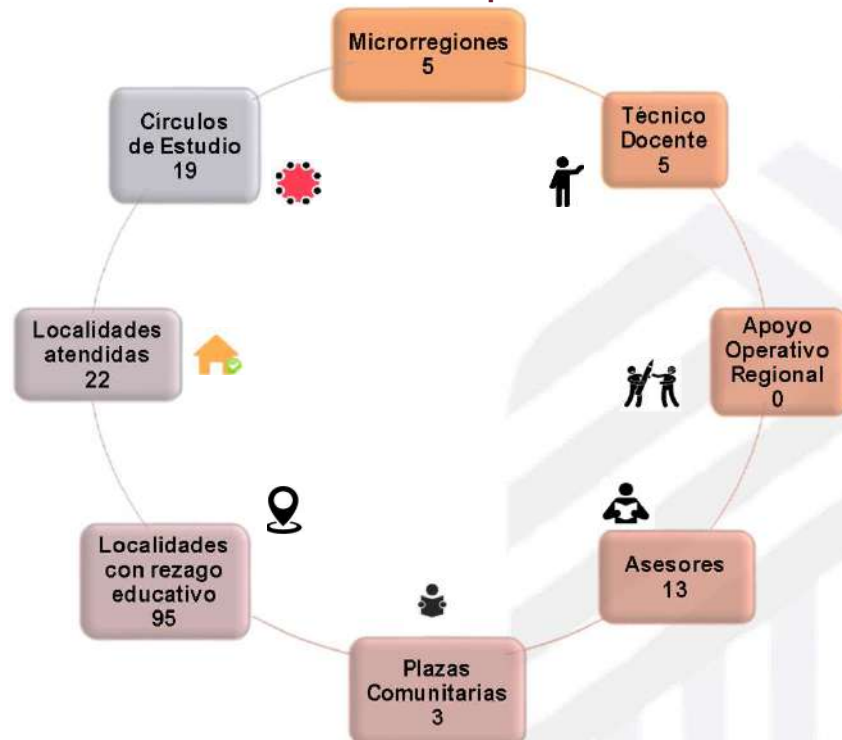 Microrregiones
5
Técnico
Docente
5
Apoyo
Operativo
Regional
0
Asesores
13
Plazas
Comunitarias
3
Localidades
con rezago
educativo
95
Localidades
atendidas
22
Círculos
de Estudio
19